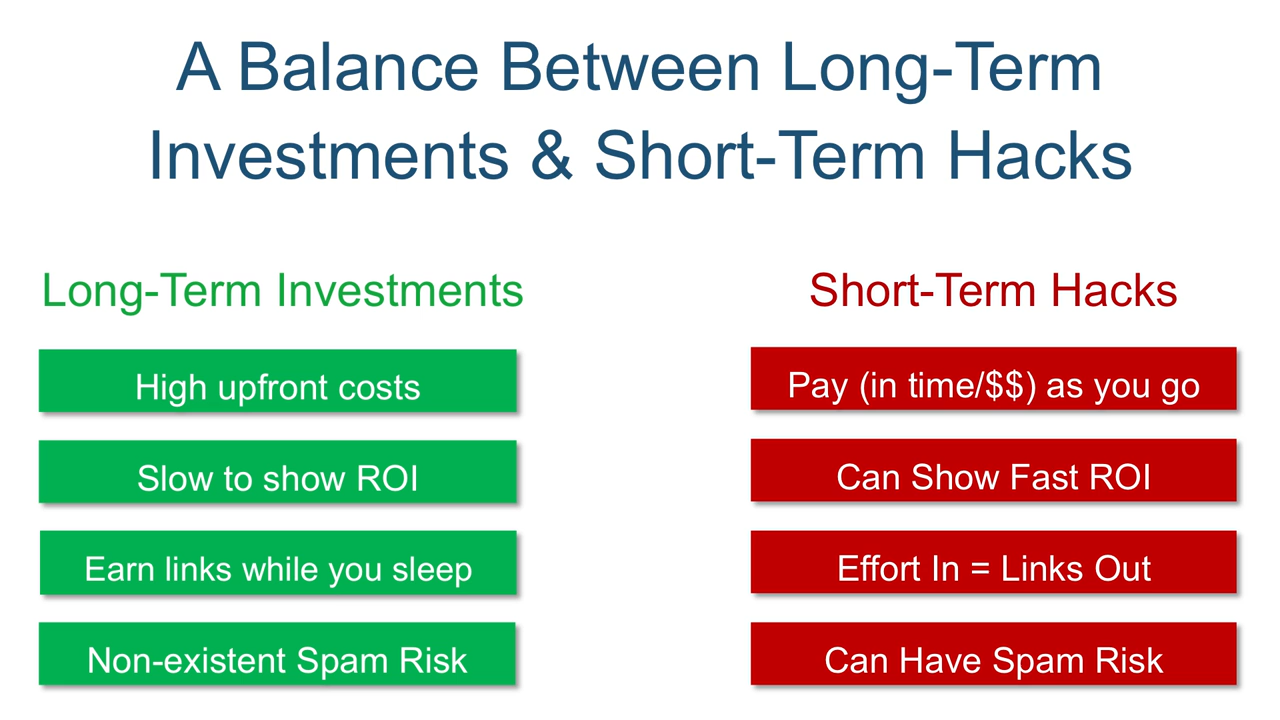 A Balance Between Long-Term
Investments & Short-Term Hacks
Long-Term Investments
High upfront costs
Slow to show ROI
Earn links while you sleep
Non-existent Spam Risk
Short-Term Hacks
Pay (in time/$$) as you go
Can Show Fast ROI
Effort In = Links Out
Can Have Spam Risk